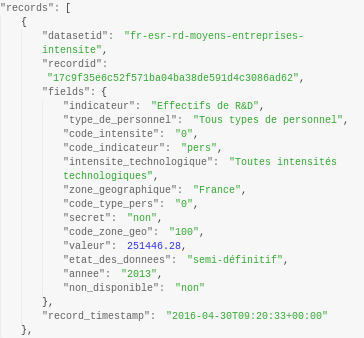 "records": [
{
"datasetid": "fr-esr-rd-moyens-entreprises-
intensite",
"recordid":
"17c9f35e6c52f571ba04ba38de591d4c3086ad62",
"fields": {
"indicateur": "Effectifs de R&D",
"type_de_personnel": "Tous types de personnel",
"code_intensite": "0",
"code_indicateur": "pers",
"intensite_technologique": "Toutes intensités
technologiques",
"zone_geographique": "France",
"code_type_pers": "0",
"secret": "non",
"code_zone_geo": "100",
"valeur": 251446.28,
"etat_des_donnees": "semi-définitif",
"annee": "2013",
"non_disponible": "non"
},
"record_timestamp": "2016-04-30T09:20:33+00:00"
},